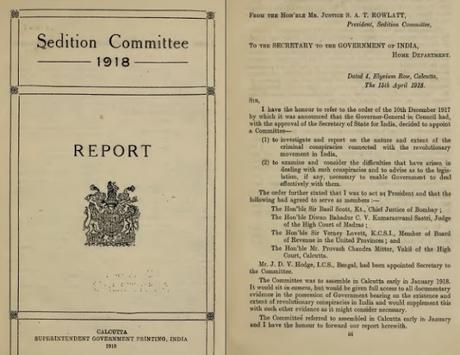 Sedition Committee
1918
REPORT
CALCUTTA
SUPERINTENDENT GOVERNMENT PRINTING, INDIA
1918
FROM THE HON'BLE MR. JUSTICE S. A. T. ROWLATT,
President, Sedition Committee,
TO THE SECRETARY TO THE GOVERNMENT OF INDIA,
HOME DEPARTMENT.
Dated 4, Elysium Row, Calcutta,
The 15th April 1918.
SIR,
I have the honour to refer to the order of the 10th December 1917
by which it was announced that the Governor-General in Council had,
with the approval of the Secretary of State for India, decided to appoint
a Committee—
(1) to investigate and report on the nature and extent of the
criminal conspiracies connected with the revolutionary
movement in India,
(2) to examine and consider the difficulties that have arisen in
dealing with such conspiracies and to advise as to the legis-
lation, if any, necessary to enable Government to deal
effectively with them.
The order further stated that I was to act as President and that the
following had agreed to serve as members :—
The Hon'ble Sir Basil Scott, Kt., Chief Justice of Bombay ;
The Hon'ble Diwan Bahadur C. V. Kumaraswami Sastri, Judge
of the High Court of Madras ;
The Hon'ble Sir Verney Lovett, K.C.S.I., Member of Board
of Revenue in the United Provinces ; and
The Hon'ble Mr. Provash Chandra Mitter, Vakil of the High
Court, Calcutta.
Mr. J. D. V. Hodge, I.C.S., Bengal, had been appointed Secretary to
the Committee.
The Committee was to assemble in Calcutta early in January 1918.
It would sit in camera, but would be given full access to all documentary
evidence in the possession of Government bearing on the existence and
extent of revolutionary conspiracies in India and would supplement this
with such other evidence as it might consider necessary.
The Committee referred to assembled in Calcutta early in January
and I have the honour to forward our report herewith.
iii